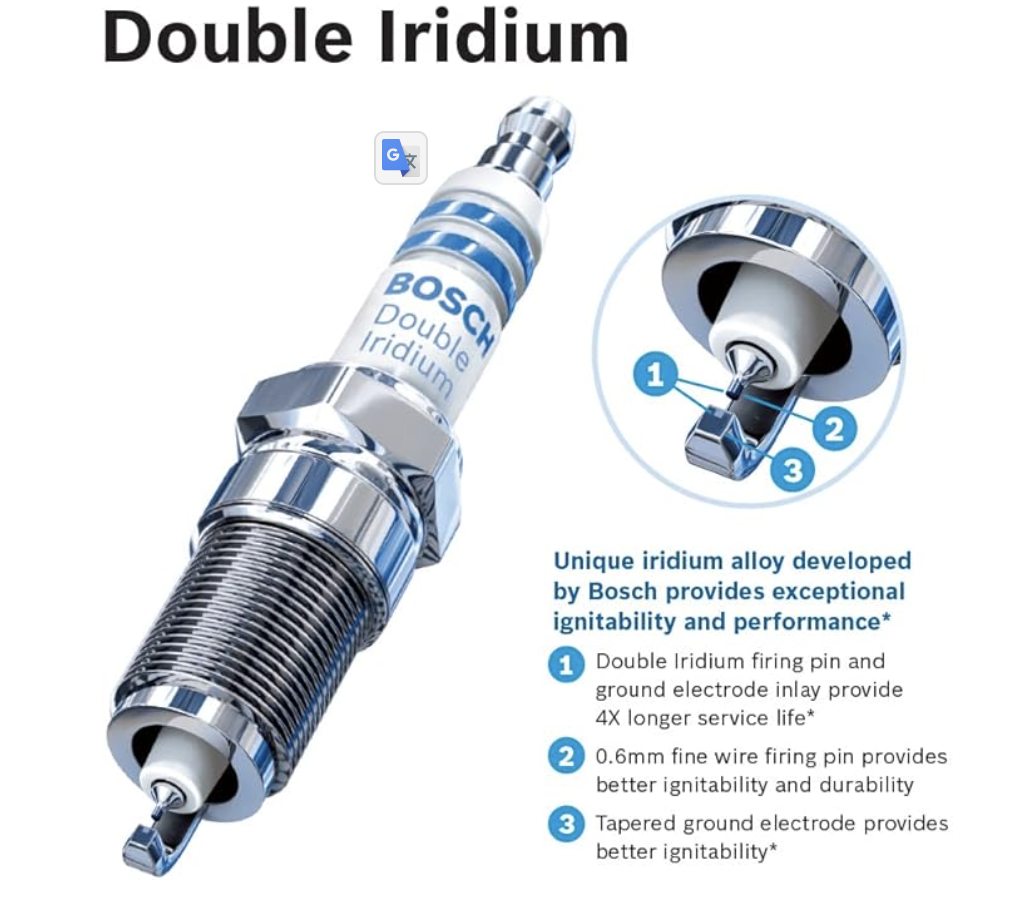 Double Iridium
G文
BOSCH
Double
Iridium
1
2
3
Unique iridium alloy developed
by Bosch provides exceptional
ignitability and performance*
1 Double Iridium firing pin and
ground electrode inlay provide
4X longer service life*
2 0.6mm fine wire firing pin provides
better ignitability and durability
3 Tapered ground electrode provides
better ignitability*